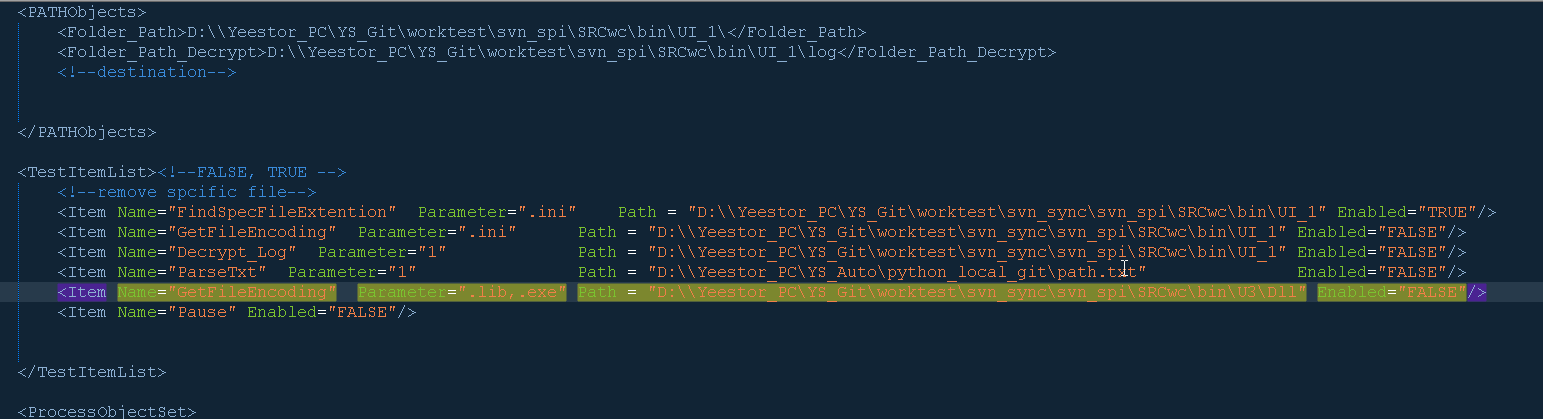 <PATHObjects>
<Folder_Path>D:\\Yeestor_PC\YS_Git\worktest\svn_spi\SRCwc\bin\UI_1\</Folder_Path>
<Folder_Path_Decrypt>D:\\Yeestor_PC\YS_Git\worktest\svn_spi\SRCwc\bin\UI_1\log</Folder_Path_Decrypt>
<!--destination-->
</PATHObjects>
<TestItemList><!--FALSE, TRUE -->
<!--remove spcific file-->
<Item Name="FindSpecFileExtention" Parameter=".ini" Path = "D:\\Yeestor_PC\YS_Git\worktest\svn_sync\svn_spi\SRCwc\bin\UI_1" Enabled="TRUE"/>
<Item Name="GetFileEncoding" Parameter=".ini" Path = "D:\\Yeestor_PC\YS_Git\worktest\svn_sync\svn_spi\SRCwc\bin\UI_1" Enabled="FALSE"/>
<Item Name="Decrypt_Log" Parameter="1" Path = "D:\\Yeestor_PC\YS_Git\worktest\svn_sync\svn_spi\SRCwc\bin\UI_1" Enabled="FALSE"/>
<Item Name="ParseTxt" Parameter="1" Path = "D:\\Yeestor_PC\YS_Auto\python_local_git\path.txt" Enabled="FALSE"/>
<Item Name="GetFileEncoding" Parameter=".lib,.exe" Path = "D:\\Yeestor_PC\YS_Git\worktest\svn_sync\svn_spi\SRCwc\bin\U3\Dll" Enabled="FALSE"/>
<Item Name="Pause" Enabled="FALSE"/>
</TestItemList>
<ProcessObjectSet>